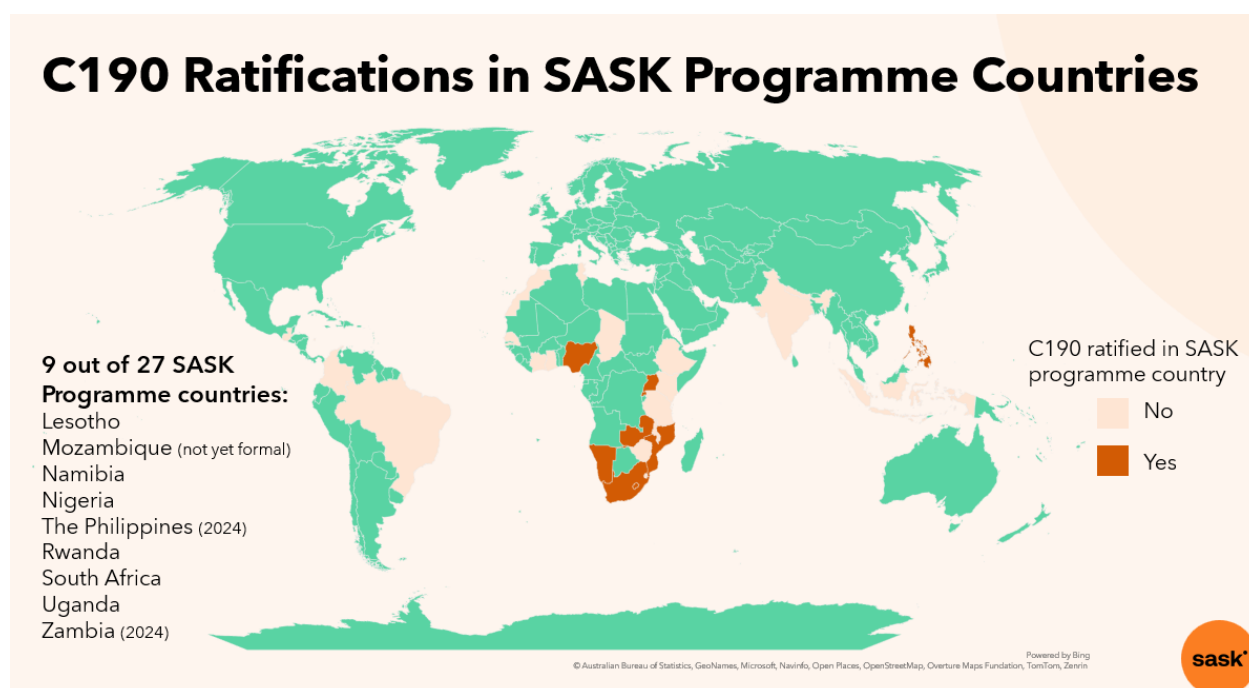 C190 Ratifications in SASK Programme Countries
9 out of 27 SASK
Programme countries:
Lesotho
Mozambique (not yet formal)
Namibia
Nigeria
The Philippines (2024)
Rwanda
South Africa
Uganda
Zambia (2024)
C190 ratified in SASK
programme country
No
Yes
Powered by Bing
© Australian Bureau of Statistics, GeoNames, Microsoft, Navinfo, Open Places, OpenStreetMap, Overture Maps Fundation, TomTom, Zenrin
sask